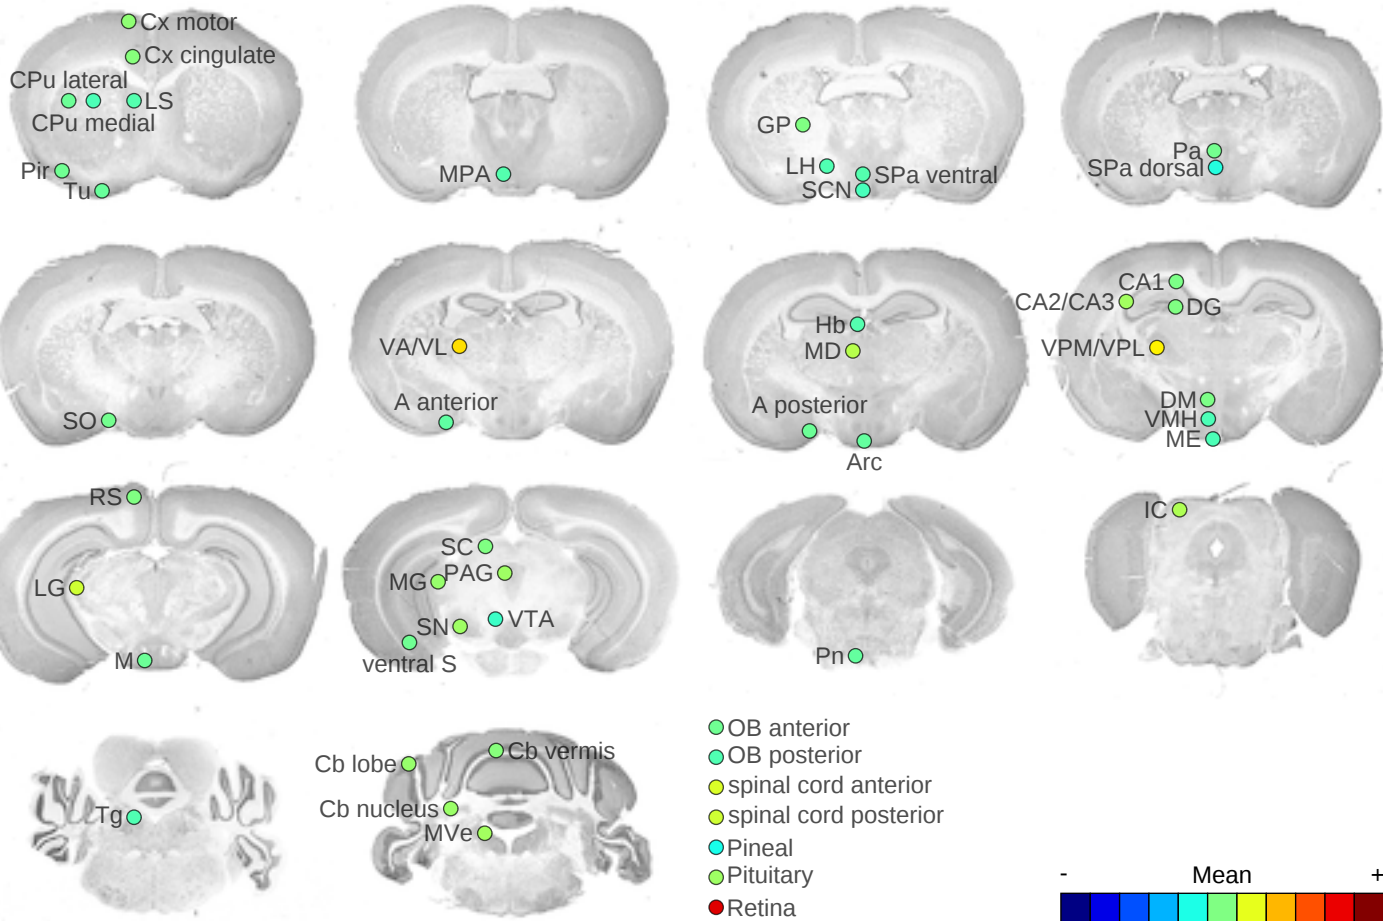 Cx motor
Cx cingulate
CPu lateral
LS
CPu medial
Pir
Tu
MPA
GP
LH
SPa ventral
SCN
Pa
SPa dorsal
SO
VA/VL
A anterior
Hb
MD
A posterior
Arc
CA1
CA2/CA3
DG
VPM/VPL
DM
VMH
ME
RS
LG
M
SC
MG
PAG
SN
VTA
ventral S
Pn
IC
Tg
Cb lobe
Cb vermis
Cb nucleus
MVe
OB anterior
OB posterior
spinal cord anterior
spinal cord posterior
Pineal
Pituitary
Retina
- Mean +